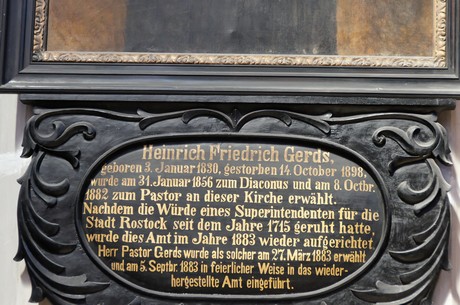 Heinrich Friedrich Gerds,
geboren 3. Januar 1830, gestorben 14. October 1898,
wurde am 31. Januar 1856 zum Diaconus und am 8. Octbr.
1882 zum Pastor an dieser Kirche erwählt.
Nachdem die Würde eines Superintendenten für die
Stadt Rostock seit dem Jahre 1715 geruht hatte,
wurde dies Amt im Jahre 1883 wieder aufgerichtet
Herr Pastor Gerds wurde als solcher am 27. März 1883 erwählt
und am 5. Septbr. 1883 in feierlicher Weise in das wieder-
hergestellte Amt eingeführt.